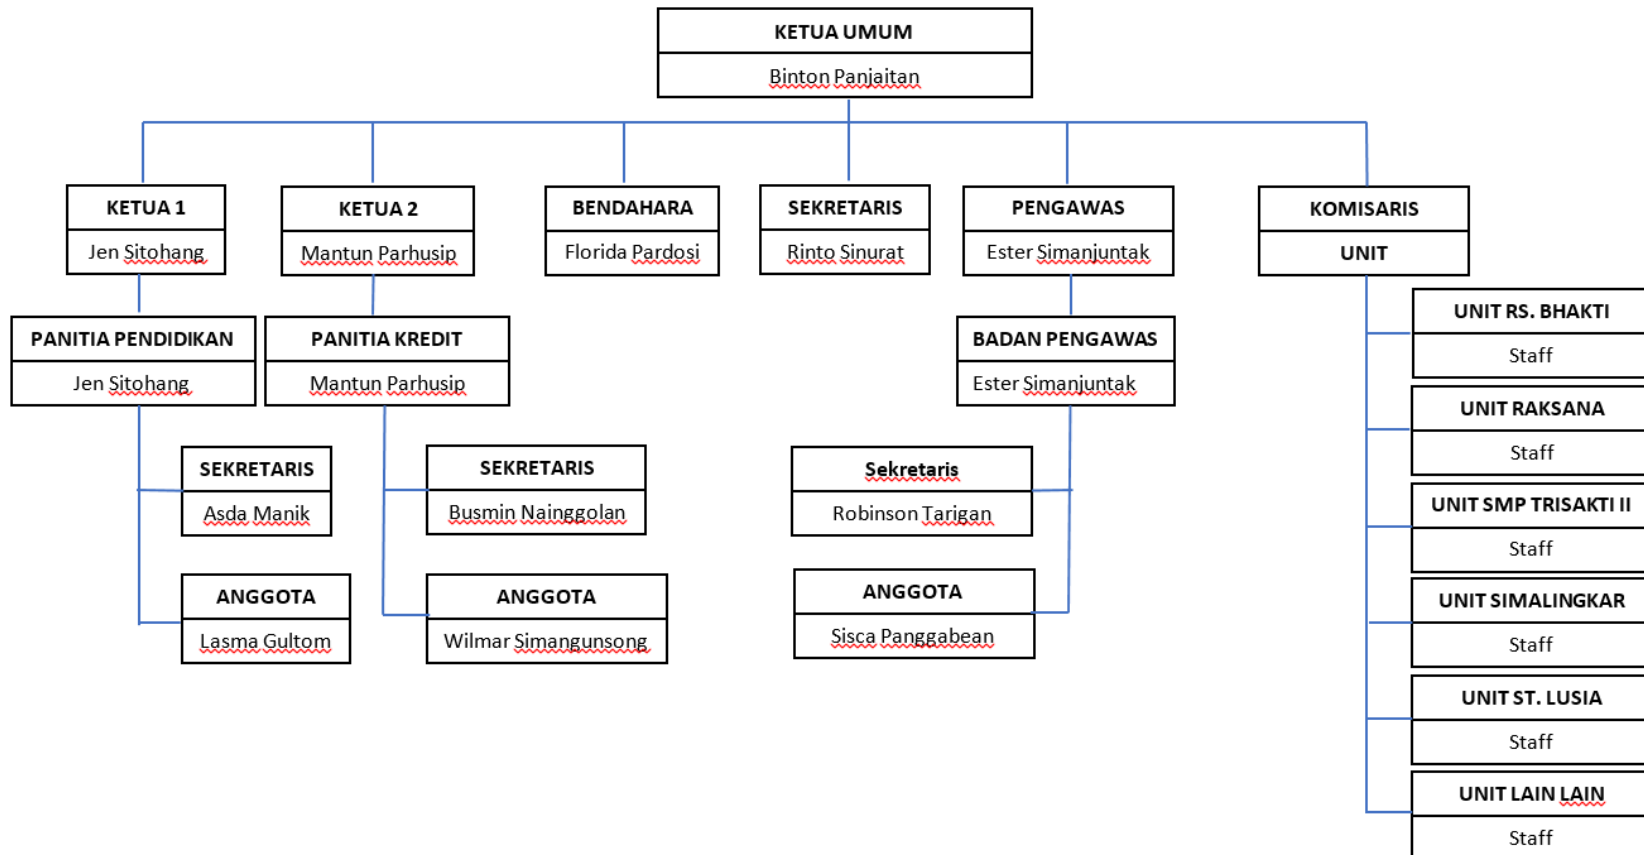 KETUA UMUM
Binton Panjaitan
KETUA 1
Jen Sitohang
KETUA 2
Mantun Parhusip
BENDAHARA
Florida Pardosi
SEKRETARIS
Rinto Sinurat
PENGAWAS
Ester Simanjuntak
KOMISARIS
UNIT
PANITIA PENDIDIKAN
Jen Sitohang
PANITIA KREDIT
Mantun Parhusip
BADAN PENGAWAS
Ester Simanjuntak
SEKRETARIS
Asda Manik
ANGGOTA
Lasma Gultom
SEKRETARIS
Busmin Nainggolan
ANGGOTA
Wilmar Simangunsong
Sekretaris
Robinson Tarigan
ANGGOTA
Sisca Panggabean
UNIT RS. BHAKTI
Staff
UNIT RAKSANA
Staff
UNIT SMP TRISAKTI II
Staff
UNIT SIMALINGKAR
Staff
UNIT ST. LUSIA
Staff
UNIT LAIN LAIN
Staff